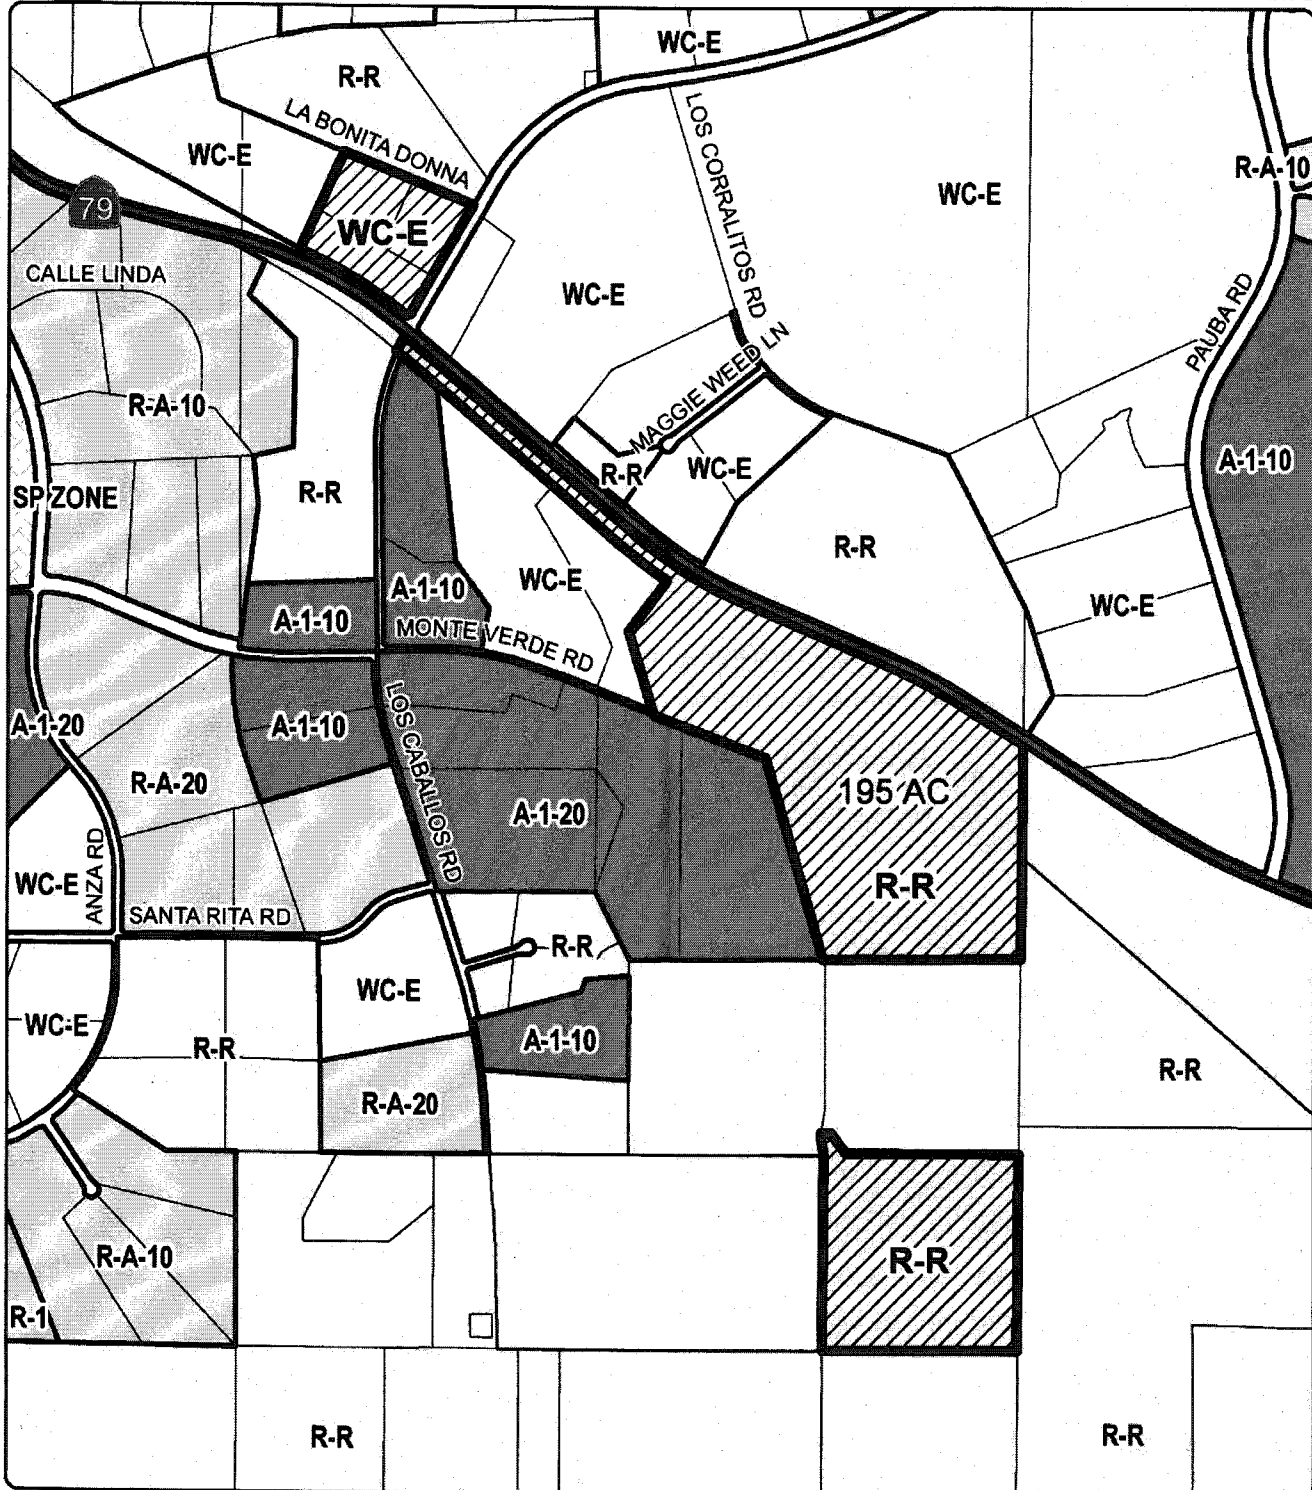 WC-E
R-R
LA BONITA DONNA
LOS CORRALITOS RD
WC-E
R-A-10
WC-E
79
WC-E
CALLE LINDA
WC-E
PAUBA RD
MAGGIE WEED LN
R-A-10
A-1-10
SP ZONE
R-R
R-R
WC-E
R-R
WC-E
A-1-10
WC-E
A-1-10
MONTE VERDE RD
A-1-20
A-1-10
LOS CABALLOS RD
R-A-20
195 AC
A-1-20
WC-E
ANZA RD
R-R
SANTA RITA RD
R-R
WC-E
WC-E
R-R
A-1-10
R-R
R-A-20
R-A-10
R-R
R-1
R-R
R-R